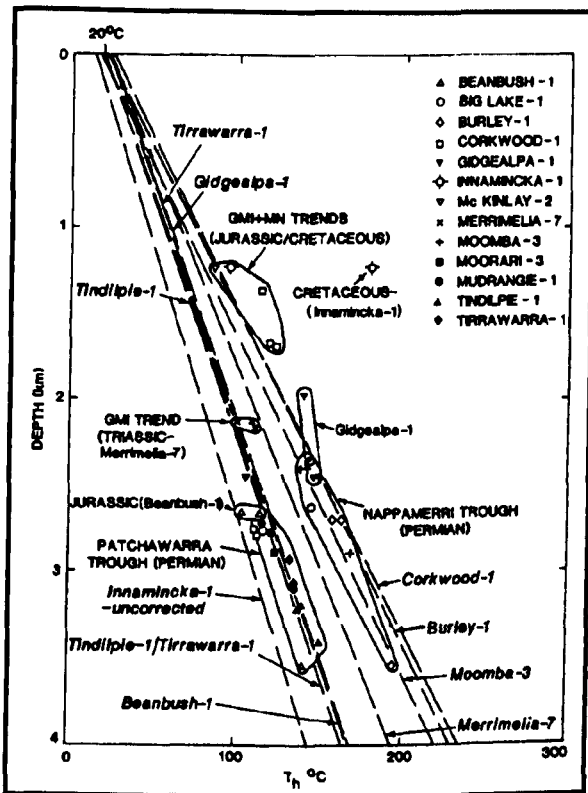 20°C
0
1
2
3
4
DEPTH (km)
0
100
200
300
Th °C
Tirrawarra-1
Gidgealpa-1
GMI+MN TRENDS
(JURASSIC/CRETACEOUS)
CRETACEOUS-
(Innamincka-1)
Tindilpie-1
GMI TREND
(TRIASSIC-
Merrimelia-7)
Gidgealpa-1
JURASSIC(Beanbush-1)
NAPPAMERRI TROUGH
(PERMIAN)
PATCHAWARRA
TROUGH (PERMIAN)
Innamincka-1
-uncorrected
Corkwood-1
Burley-1
Tindilpie-1/Tirrawarra-1
Moomba-3
Beanbush-1
Merrimelia-7
BEANBUSH-1
BIG LAKE-1
BURLEY-1
CORKWOOD-1
GIDGEALPA-1
INNAMINCKA-1
Mc KINLAY-2
MERRIMELIA-7
MOOMBA-3
MOORARI-3
MUDRANGIE-1
TINDILPIE-1
TIRRAWARRA-1